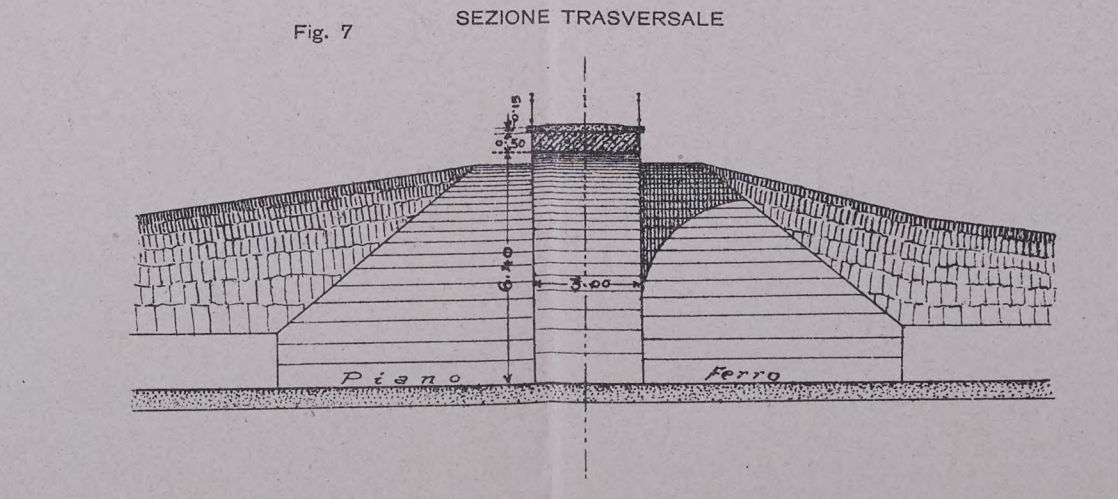 Fig. 7
SEZIONE TRASVERSALE
0.15
0.50
6.40
3.00
Piano Ferro